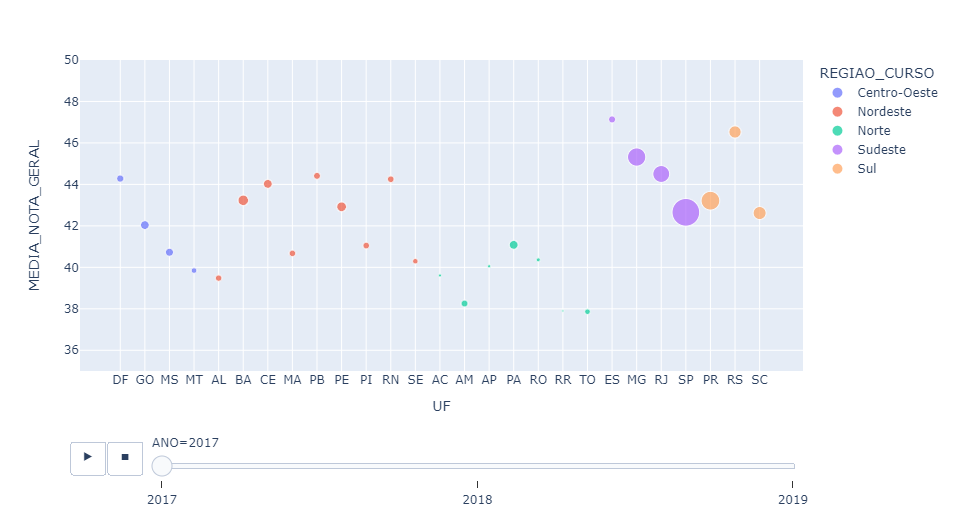 50
48
46
44
42
40
38
36
MEDIA_NOTA_GERAL
DF GO MS MT AL BA CE MA PB PE PI RN SE AC AM AP PA RO RR TO ES MG RJ SP PR RS SC
UF
REGIAO_CURSO
Centro-Oeste
Nordeste
Norte
Sudeste
Sul
ANO=2017
2017 2018 2019